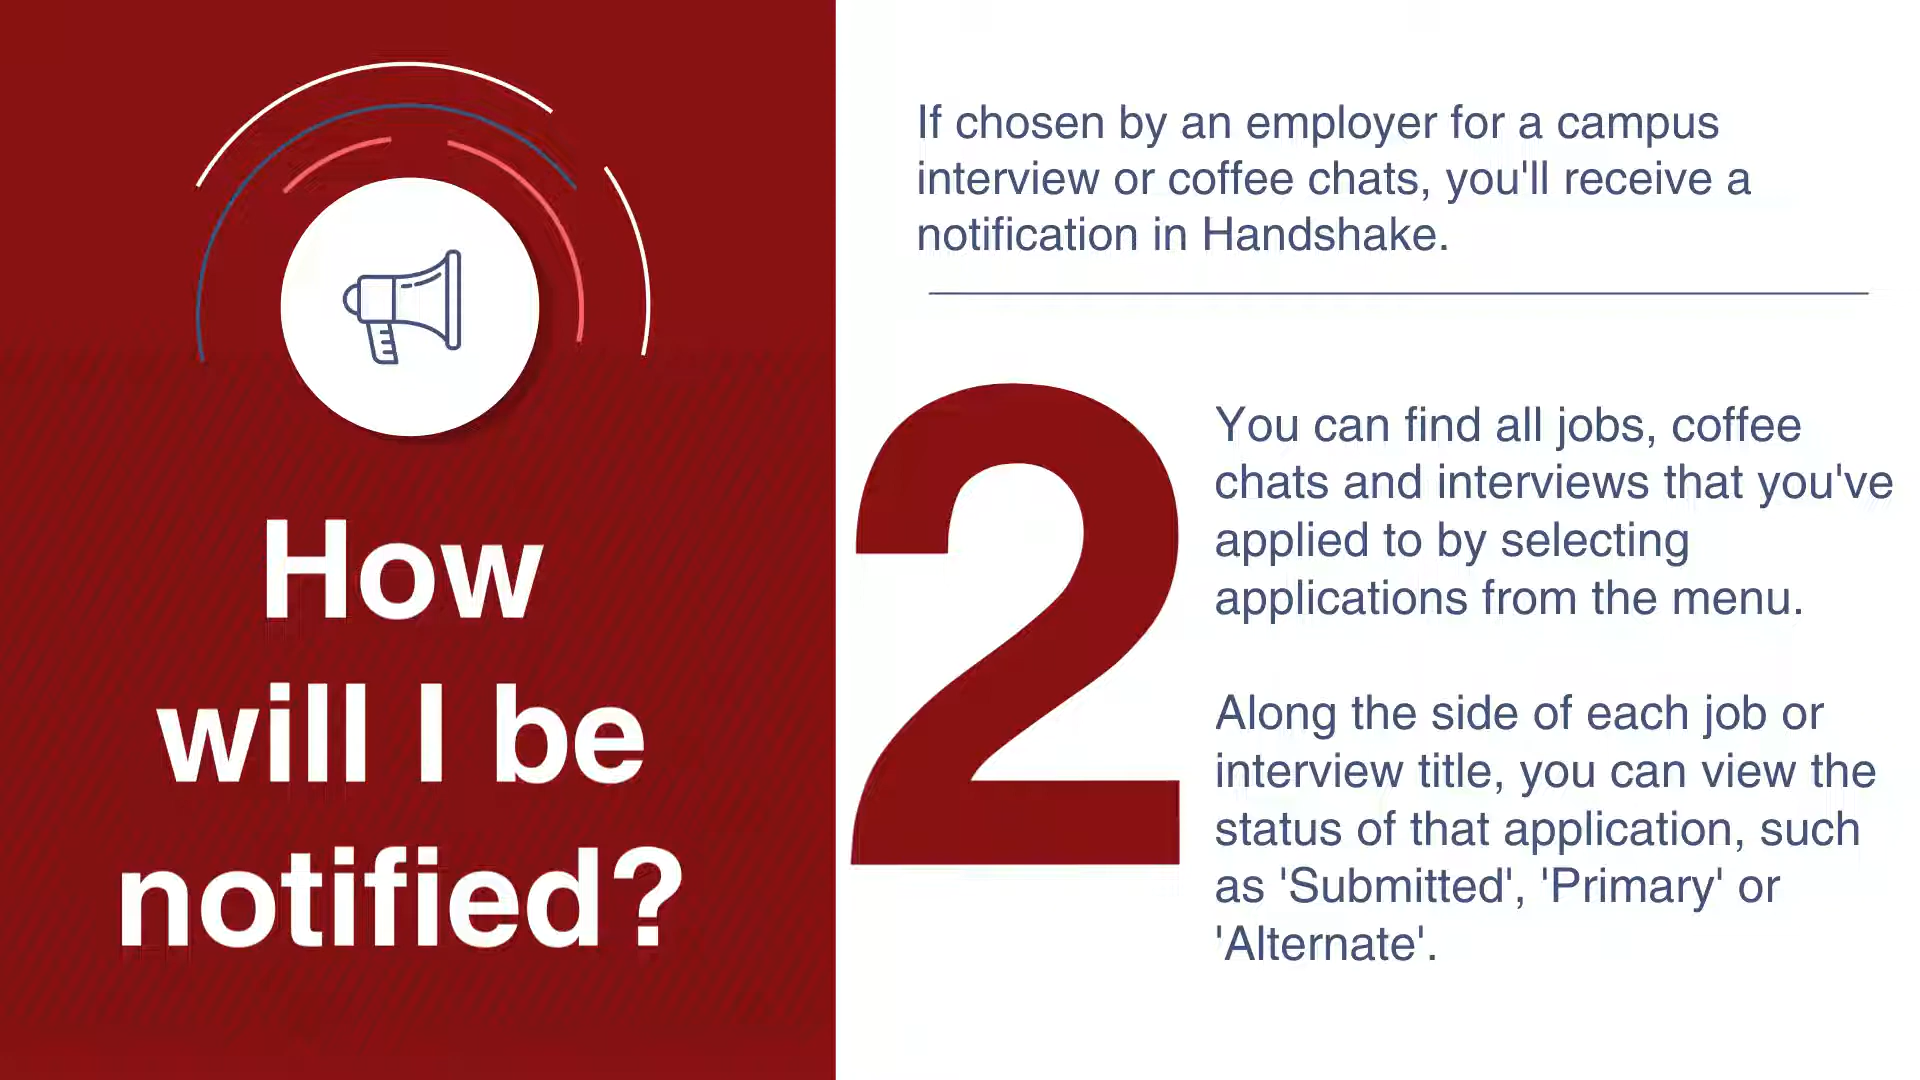 How
will I be
notified?
If chosen by an employer for a campus
interview or coffee chats, you'll receive a
notification in Handshake.
2
You can find all jobs, coffee
chats and interviews that you've
applied to by selecting
applications from the menu.
Along the side of each job or
interview title, you can view the
status of that application, such
as 'Submitted', 'Primary' or
'Alternate'.